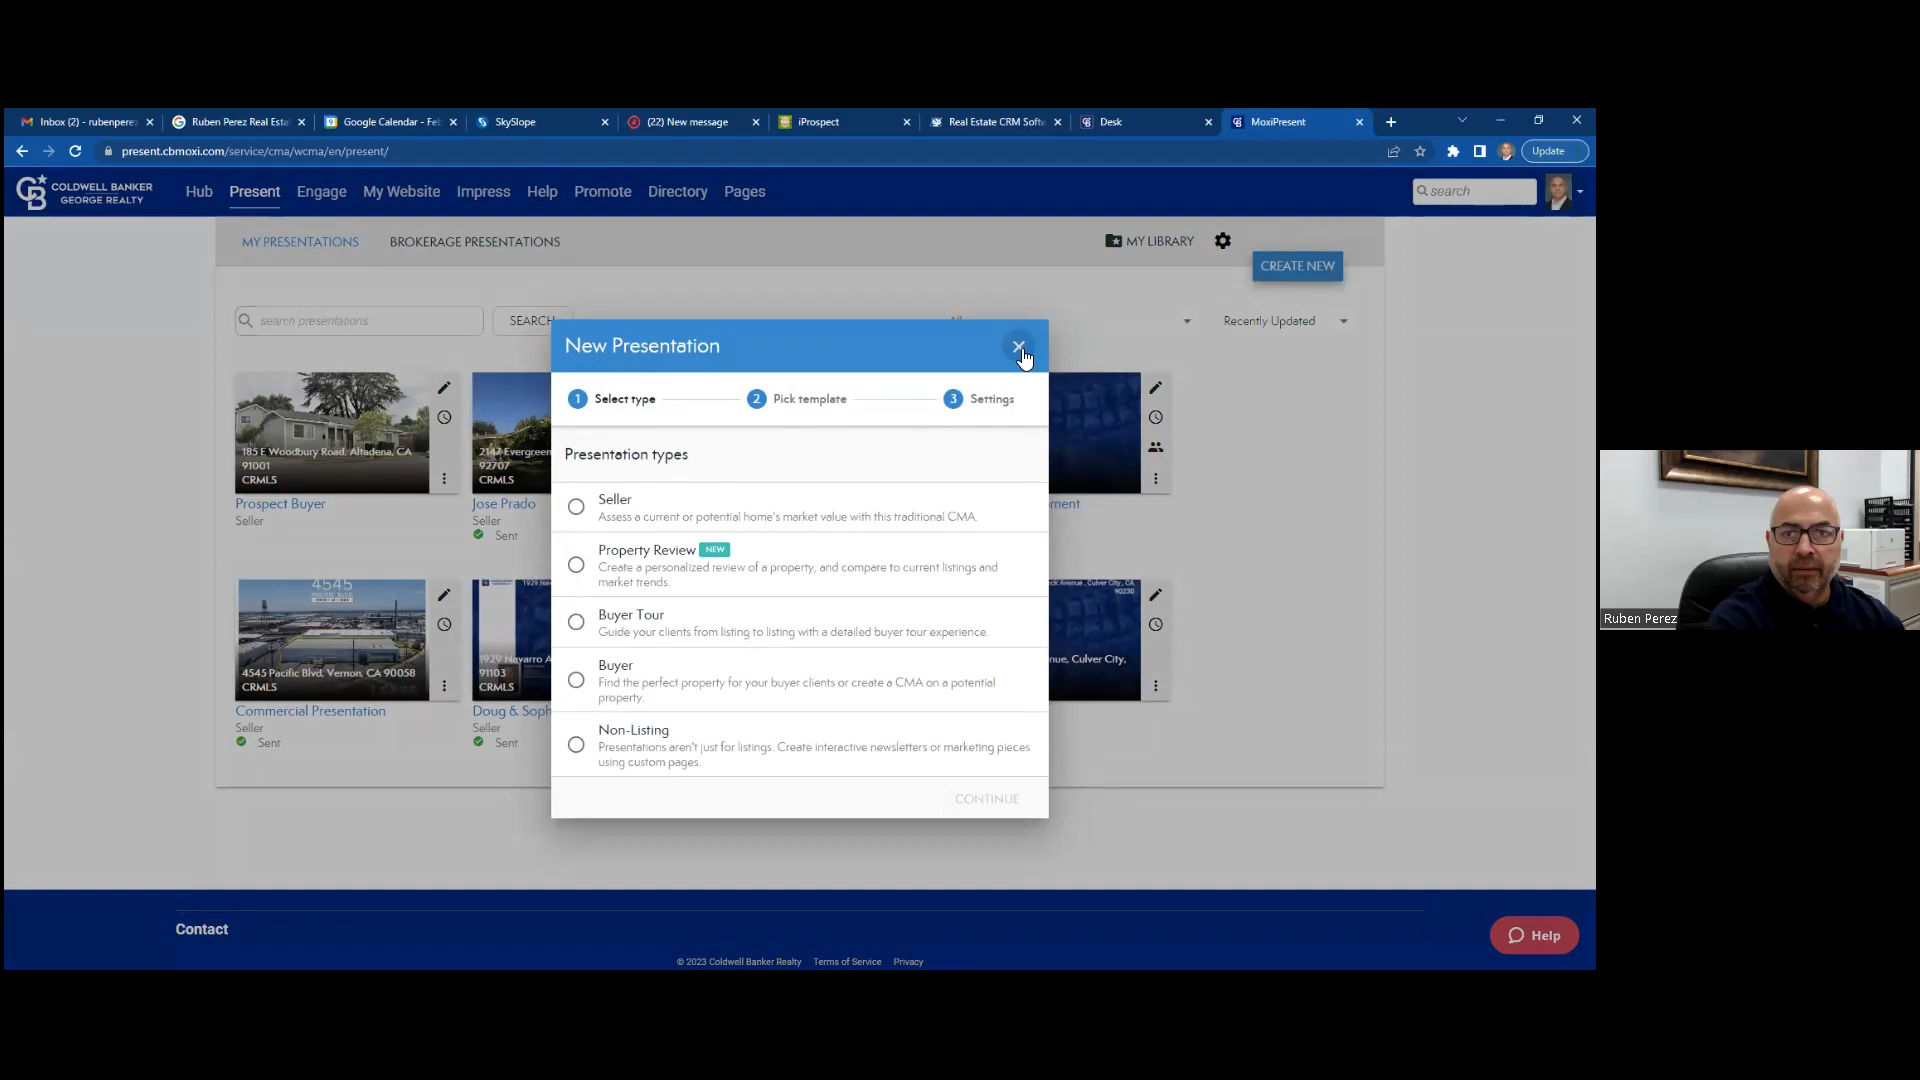 Inbox (2) - rubenperez
Ruben Perez Real Esta
Google Calendar - Feb
SkySlope
(22) New message
iProspect
Real Estate CRM Softw
Desk
MoxiPresent
present.cbmoxi.com/service/cma/wcma/en/present/
Update
COLDWELL BANKER
GEORGE REALTY
Hub
Present
Engage
My Website
Impress
Help
Promote
Directory
Pages
search
MY PRESENTATIONS
BROKERAGE PRESENTATIONS
MY LIBRARY
CREATE NEW
search presentations
SEARCH
Recently Updated
New Presentation
1 Select type
2 Pick template
3 Settings
Presentation types
Seller
Assess a current or potential home's market value with this traditional CMA.
Property Review NEW
Create a personalized review of a property, and compare to current listings and
market trends.
Buyer Tour
Guide your clients from listing to listing with a detailed buyer tour experience.
Buyer
Find the perfect property for your buyer clients or create a CMA on a potential
property.
Non-Listing
Presentations aren't just for listings. Create interactive newsletters or marketing pieces
using custom pages.
CONTINUE
185 E Woodbury Road, Altadena, CA
91001
CRMLS
Prospect Buyer
Seller
2147 Evergreen
92707
CRMLS
Jose Prado
Seller
Sent
ment
4545
PACIFIC BLVD
4545 Pacific Blvd, Vernon, CA 90058
CRMLS
Commercial Presentation
Seller
Sent
1929 Nav
1929 Navarro A
91103
CRMLS
Doug & Soph
Seller
Sent
ck Avenue, Culver City, CA
90230
nue, Culver City,
Ruben Perez
Contact
Help
© 2023 Coldwell Banker Realty
Terms of Service
Privacy